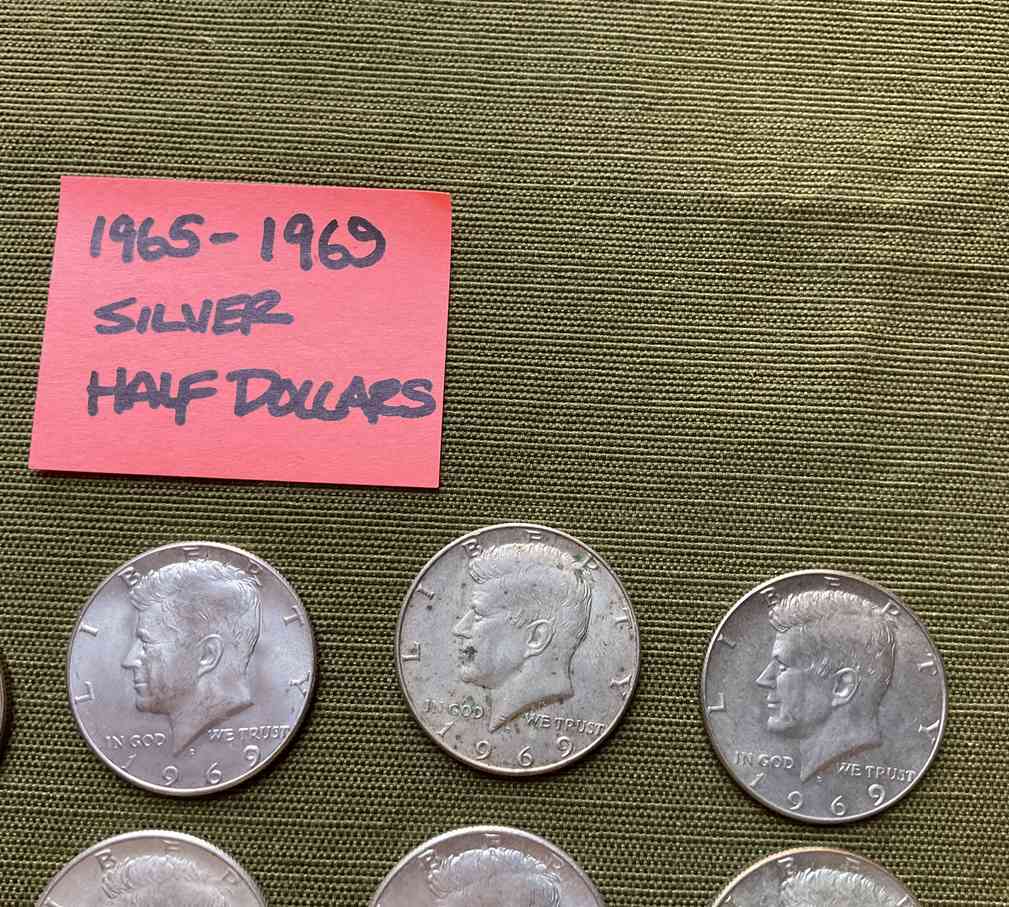 1965-1969
SILVER
HALF DOLLARS
LIBERTY
IN GOD WE TRUST
1969
LIBERTY
IN GOD WE TRUST
1969
LIBERTY
IN GOD WE TRUST
1969
B E R
B E
B E